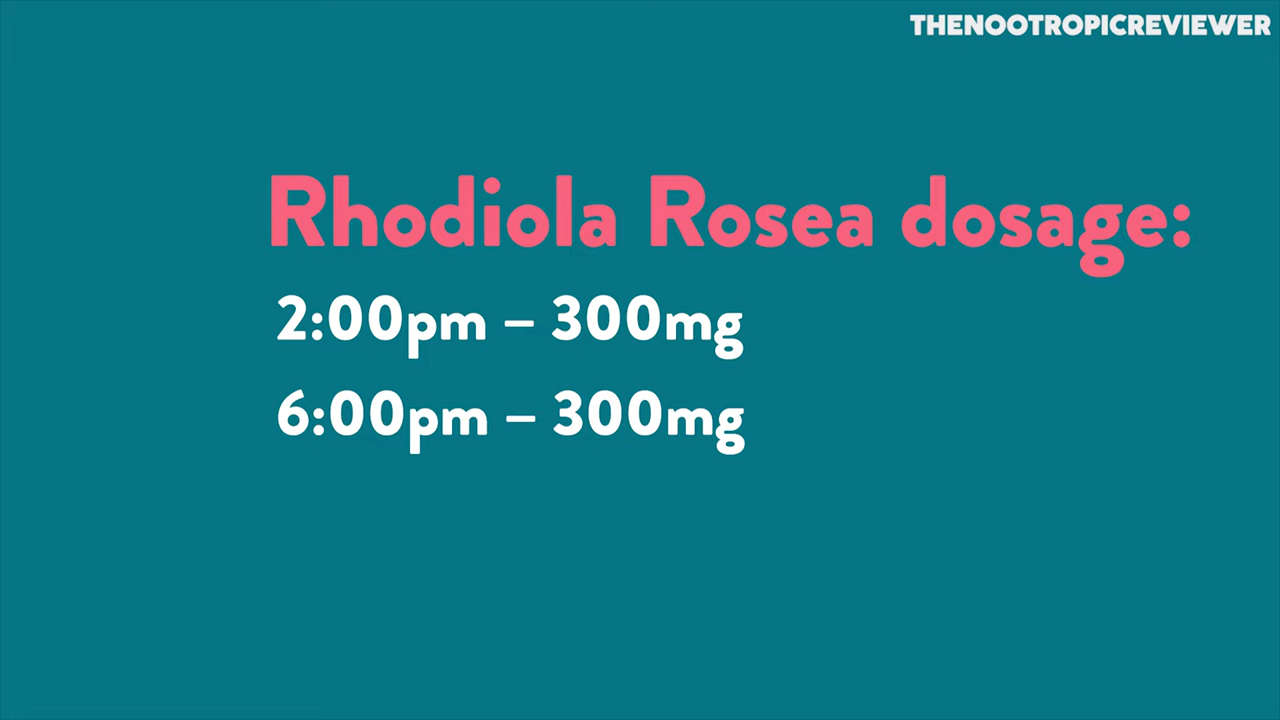 THENOOTROPICREVIEWER
Rhodiola Rosea dosage:
2:00pm – 300mg
6:00pm – 300mg